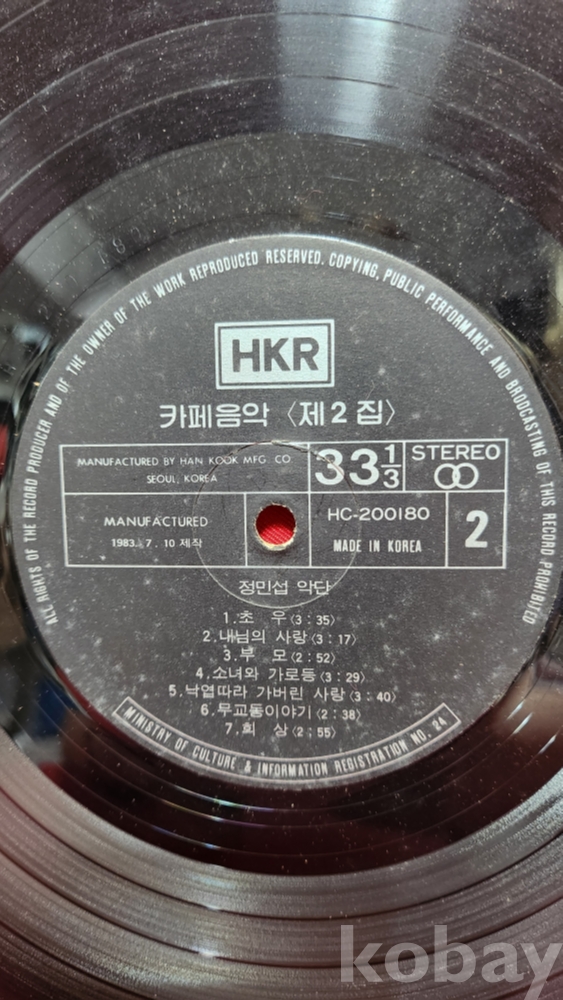 ALL RIGHTS OF THE RECORD PRODUCER AND OF THE OWNER OF THE WORK REPRODUCED RESERVED. COPYING, PUBLIC PERFORMANCE AND BRODCASTING OF THIS RECORD PROHIBITED
HKR
카페음악 〈제2집〉
MANUFACTURED BY HAN KOOK MFG. CO
SEOUL, KOREA
33 1/3
STEREO
MANUFACTURED
1983. 7. 10 제작
HC-200180
MADE IN KOREA
2
정민섭 악단
1.초 우〈3:35〉
2.내님의 사랑〈3:17〉
3.부 모〈2:52〉
4.소녀와 가로등〈3:29〉
5.낙엽따라 가버린 사랑〈3:40〉
6.무교동이야기〈2:38〉
7.회 상〈2:55〉
MINISTRY OF CULTURE & INFORMATION REGISTRATION NO. 24
kobay